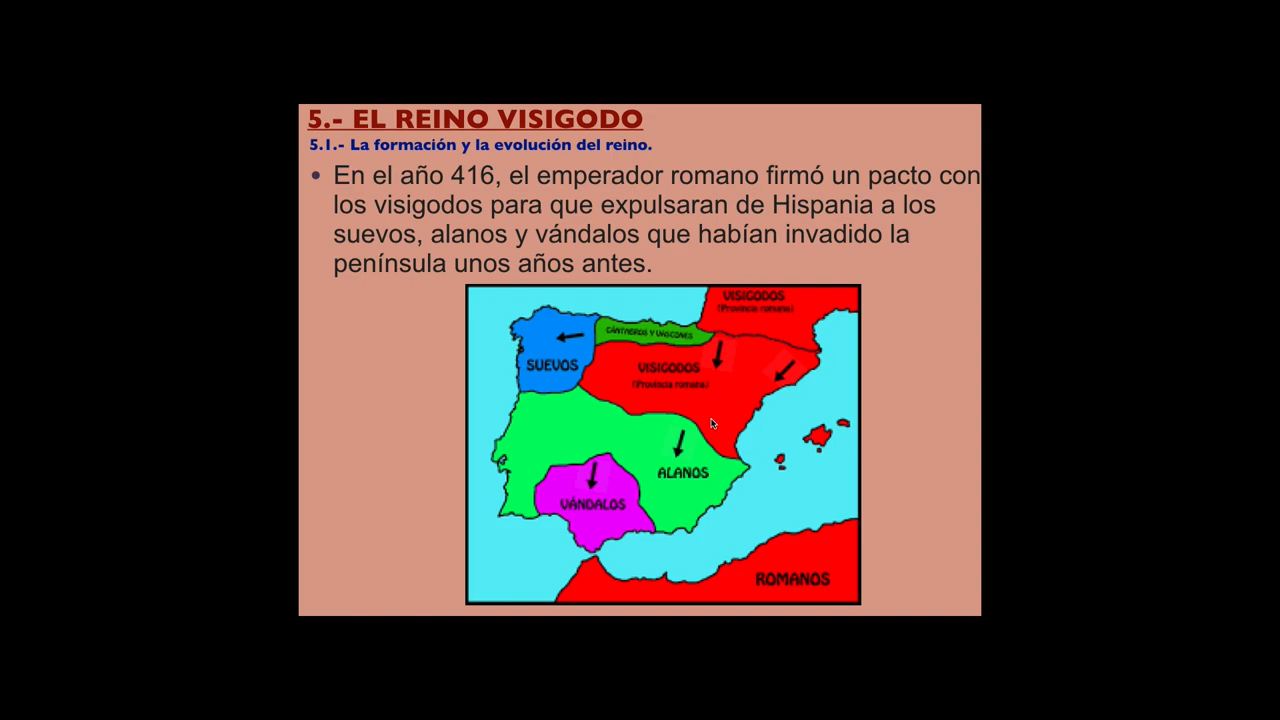 5.- EL REINO VISIGODO
5.1.- La formación y la evolución del reino.
• En el año 416, el emperador romano firmó un pacto con
los visigodos para que expulsaran de Hispania a los
suevos, alanos y vándalos que habían invadido la
península unos años antes.
VISIGODOS
(Provincia romana)
CÁNTABROS Y VASCONES
SUEVOS
VISIGODOS
(Provincia romana)
ALANOS
VÁNDALOS
ROMANOS